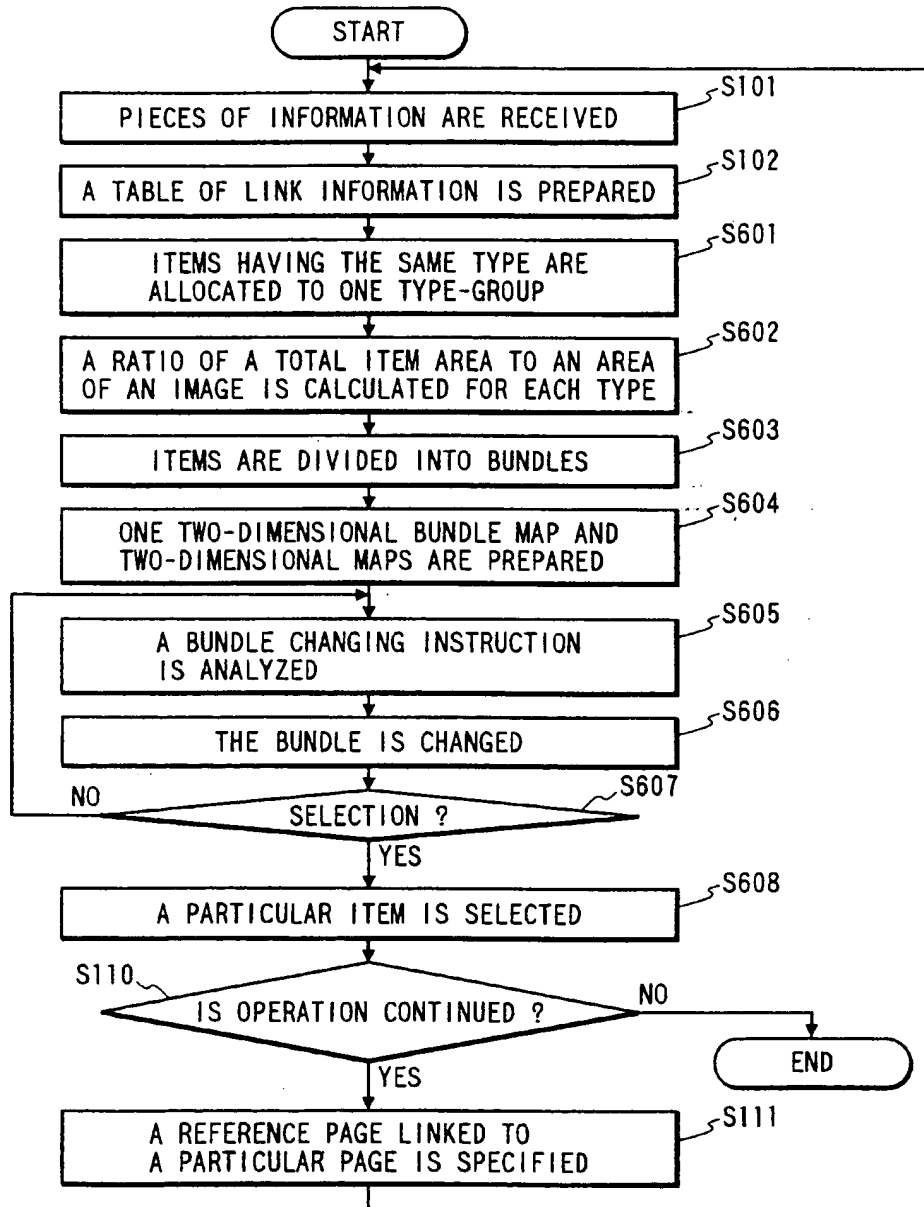 START
S101
PIECES OF INFORMATION ARE RECEIVED
S102
A TABLE OF LINK INFORMATION IS PREPARED
S601
ITEMS HAVING THE SAME TYPE ARE
ALLOCATED TO ONE TYPE-GROUP
S602
A RATIO OF A TOTAL ITEM AREA TO AN AREA
OF AN IMAGE IS CALCULATED FOR EACH TYPE
S603
ITEMS ARE DIVIDED INTO BUNDLES
S604
ONE TWO-DIMENSIONAL BUNDLE MAP AND
TWO-DIMENSIONAL MAPS ARE PREPARED
S605
A BUNDLE CHANGING INSTRUCTION
IS ANALYZED
S606
THE BUNDLE IS CHANGED
S607
NO
SELECTION ?
YES
S608
A PARTICULAR ITEM IS SELECTED
S110
IS OPERATION CONTINUED ?
NO
END
YES
S111
A REFERENCE PAGE LINKED TO
A PARTICULAR PAGE IS SPECIFIED